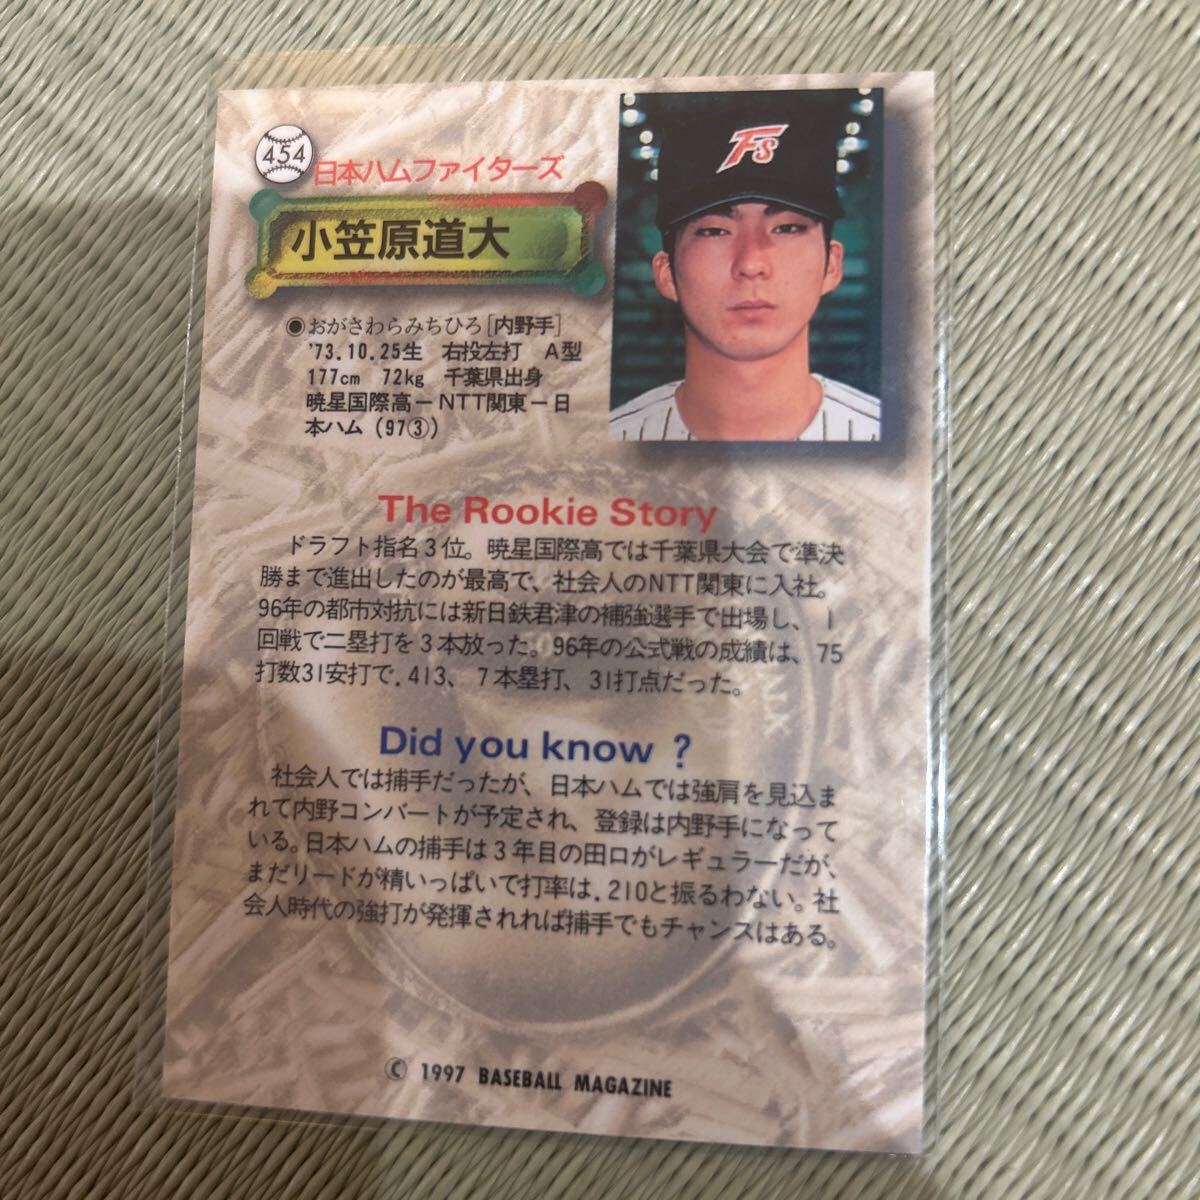 454
日本ハムファイターズ
Fs
小笠原道大
◉おがさわらみちひろ[内野手]
'73.10.25生 右投左打 A型
177cm 72kg 千葉県出身
暁星国際高－NTT関東－日
本ハム (97③)
The Rookie Story
ドラフト指名3位。暁星国際高では千葉県大会で準決
勝まで進出したのが最高で、社会人のNTT関東に入社。
96年の都市対抗には新日鉄君津の補強選手で出場し、1
回戦で二塁打を3本放った。96年の公式戦の成績は、75
打数31安打で.413、7本塁打、31打点だった。
Did you know ?
社会人では捕手だったが、日本ハムでは強肩を見込ま
れて内野コンバートが予定され、登録は内野手になって
いる。日本ハムの捕手は3年目の田口がレギュラーだが、
まだリードが精いっぱいで打率は.210と振るわない。社
会人時代の強打が発揮されれば捕手でもチャンスはある。
© 1997 BASEBALL MAGAZINE